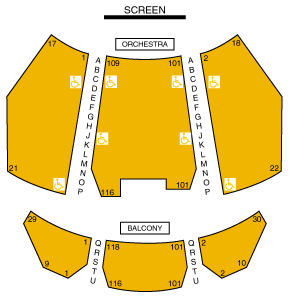 SCREEN
ORCHESTRA
17 1 A 109 101 A 2 18
B B
C C
D D
E E
F F
G G
H H
J J
K K
L L
M M
N N
21 O 116 101 O 22
P P
BALCONY
29 1 Q 118 101 Q 2 30
R R
9 S S 10
1 T 116 101 T 2
U U